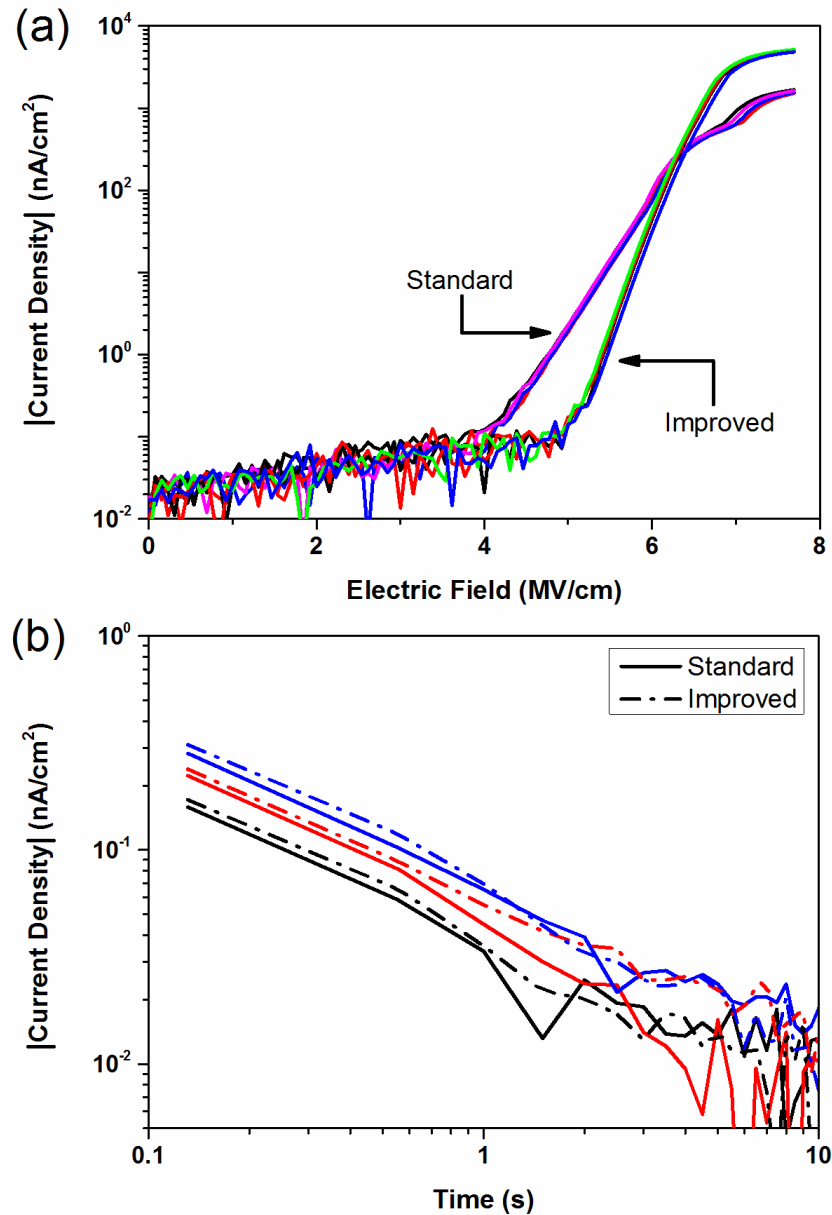 (a)
|Current Density| (nA/cm²)
10⁴
10²
10⁰
10⁻²
Standard
Improved
0
2
4
6
8
Electric Field (MV/cm)
(b)
|Current Density| (nA/cm²)
10⁰
10⁻¹
10⁻²
Standard
Improved
0.1
1
10
Time (s)